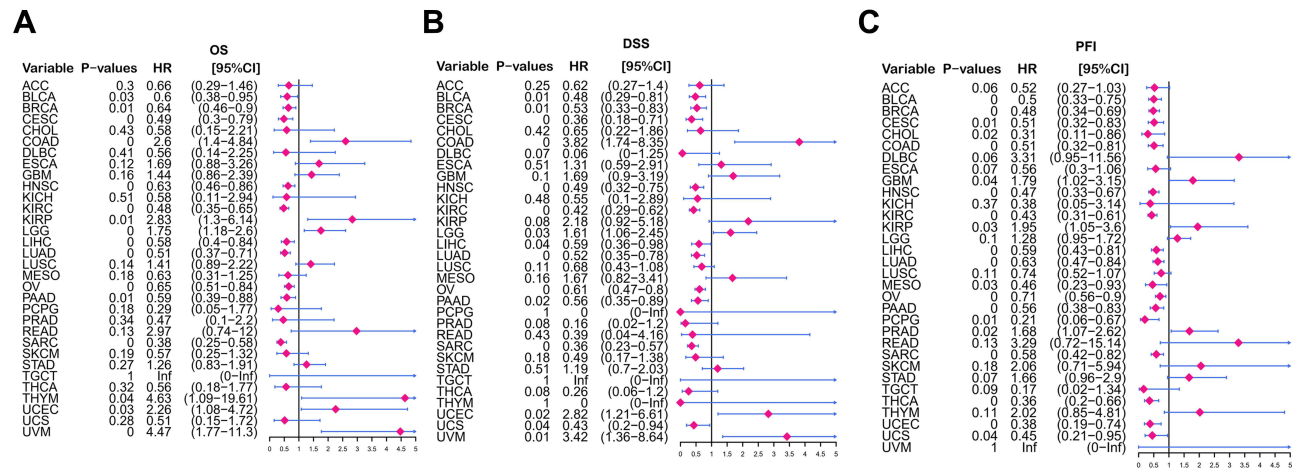 A
OS
Variable P-values HR [95%CI]
ACC 0.3 0.66 (0.29-1.46)
BLCA 0.03 0.6 (0.38-0.95)
BRCA 0.01 0.64 (0.46-0.9)
CESC 0 0.49 (0.3-0.79)
CHOL 0.43 0.58 (0.15-2.21)
COAD 0 2.6 (1.4-4.84)
DLBC 0.41 0.56 (0.14-2.25)
ESCA 0.12 1.69 (0.88-3.26)
GBM 0.16 1.44 (0.86-2.39)
HNSC 0 0.63 (0.46-0.86)
KICH 0.51 0.58 (0.11-2.94)
KIRC 0 0.48 (0.35-0.65)
KIRP 0.01 2.83 (1.3-6.14)
LGG 0 1.75 (1.18-2.6)
LIHC 0 0.58 (0.4-0.84)
LUAD 0 0.51 (0.37-0.71)
LUSC 0.14 1.41 (0.89-2.22)
MESO 0.18 0.63 (0.31-1.25)
OV 0 0.65 (0.51-0.84)
PAAD 0.01 0.59 (0.39-0.88)
PCPG 0.18 0.29 (0.05-1.77)
PRAD 0.34 0.47 (0.1-2.2)
READ 0.13 2.97 (0.74-12)
SARC 0 0.38 (0.25-0.58)
SKCM 0.19 0.57 (0.25-1.32)
STAD 0.27 1.26 (0.83-1.91)
TGCT 1 Inf (0-Inf)
THCA 0.32 0.56 (0.18-1.77)
THYM 0.04 4.63 (1.09-19.61)
UCEC 0.03 2.26 (1.08-4.72)
UCS 0.28 0.51 (0.15-1.72)
UVM 0 4.47 (1.77-11.3)
0 0.5 1 1.5 2 2.5 3 3.5 4 4.5 5
B
DSS
Variable P-values HR [95%CI]
ACC 0.25 0.62 (0.27-1.4)
BLCA 0.01 0.48 (0.29-0.81)
BRCA 0.01 0.53 (0.33-0.83)
CESC 0 0.36 (0.18-0.71)
CHOL 0.42 0.65 (0.22-1.86)
COAD 0 3.82 (1.74-8.35)
DLBC 0.07 0.06 (0-1.25)
ESCA 0.51 1.31 (0.59-2.91)
GBM 0.1 1.69 (0.9-3.19)
HNSC 0 0.49 (0.32-0.75)
KICH 0.48 0.55 (0.1-2.89)
KIRC 0 0.42 (0.29-0.62)
KIRP 0.08 2.18 (0.92-5.18)
LGG 0.03 1.61 (1.06-2.45)
LIHC 0.04 0.59 (0.36-0.98)
LUAD 0 0.52 (0.35-0.78)
LUSC 0.11 0.68 (0.43-1.08)
MESO 0.16 1.67 (0.82-3.41)
OV 0 0.61 (0.47-0.8)
PAAD 0.02 0.56 (0.35-0.89)
PCPG 1 0 (0-Inf)
PRAD 0.08 0.16 (0.02-1.2)
READ 0.43 0.39 (0.04-4.16)
SARC 0 0.36 (0.23-0.57)
SKCM 0.18 0.49 (0.17-1.38)
STAD 0.51 1.19 (0.7-2.03)
TGCT 1 Inf (0-Inf)
THCA 0.08 0.26 (0.06-1.2)
THYM 1 0 (0-Inf)
UCEC 0.02 2.82 (1.21-6.61)
UCS 0.04 0.43 (0.2-0.94)
UVM 0.01 3.42 (1.36-8.64)
0 0.5 1 1.5 2 2.5 3 3.5 4 4.5 5
C
PFI
Variable P-values HR [95%CI]
ACC 0.06 0.52 (0.27-1.03)
BLCA 0 0.5 (0.33-0.75)
BRCA 0 0.48 (0.34-0.69)
CESC 0.01 0.51 (0.32-0.83)
CHOL 0.02 0.31 (0.11-0.86)
COAD 0 0.51 (0.32-0.81)
DLBC 0.06 3.31 (0.95-11.56)
ESCA 0.07 0.56 (0.3-1.06)
GBM 0.04 1.79 (1.02-3.15)
HNSC 0 0.47 (0.33-0.67)
KICH 0.37 0.38 (0.05-3.14)
KIRC 0 0.43 (0.31-0.61)
KIRP 0.03 1.95 (1.05-3.6)
LGG 0.1 1.28 (0.95-1.72)
LIHC 0 0.59 (0.43-0.81)
LUAD 0 0.63 (0.47-0.84)
LUSC 0.11 0.74 (0.52-1.07)
MESO 0.03 0.46 (0.23-0.93)
OV 0 0.71 (0.56-0.9)
PAAD 0 0.56 (0.38-0.83)
PCPG 0.01 0.21 (0.06-0.67)
PRAD 0.02 1.68 (1.07-2.62)
READ 0.13 3.29 (0.72-15.14)
SARC 0 0.58 (0.42-0.82)
SKCM 0.18 2.06 (0.71-5.94)
STAD 0.07 1.66 (0.96-2.9)
TGCT 0.09 0.17 (0.02-1.34)
THCA 0 0.36 (0.2-0.66)
THYM 0.11 2.02 (0.85-4.81)
UCEC 0 0.38 (0.19-0.74)
UCS 0.04 0.45 (0.21-0.95)
UVM 1 Inf (0-Inf)
0 0.5 1 1.5 2 2.5 3 3.5 4 4.5 5